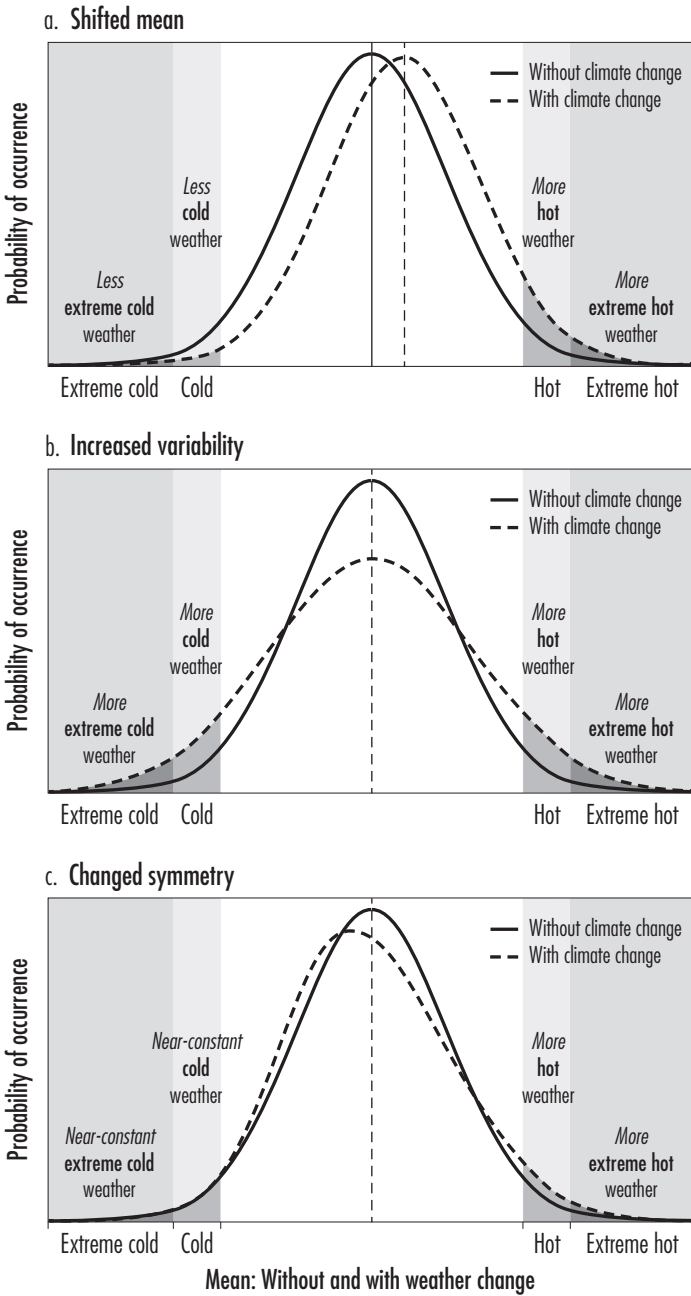 a. Shifted mean
Probability of occurrence
Without climate change
With climate change
Less
cold
weather
More
hot
weather
Less
extreme cold
weather
More
extreme hot
weather
Extreme cold
Cold
Hot
Extreme hot
b. Increased variability
Probability of occurrence
Without climate change
With climate change
More
cold
weather
More
hot
weather
More
extreme cold
weather
More
extreme hot
weather
Extreme cold
Cold
Hot
Extreme hot
c. Changed symmetry
Probability of occurrence
Without climate change
With climate change
Near-constant
cold
weather
More
hot
weather
Near-constant
extreme cold
weather
More
extreme hot
weather
Extreme cold
Cold
Hot
Extreme hot
Mean: Without and with weather change